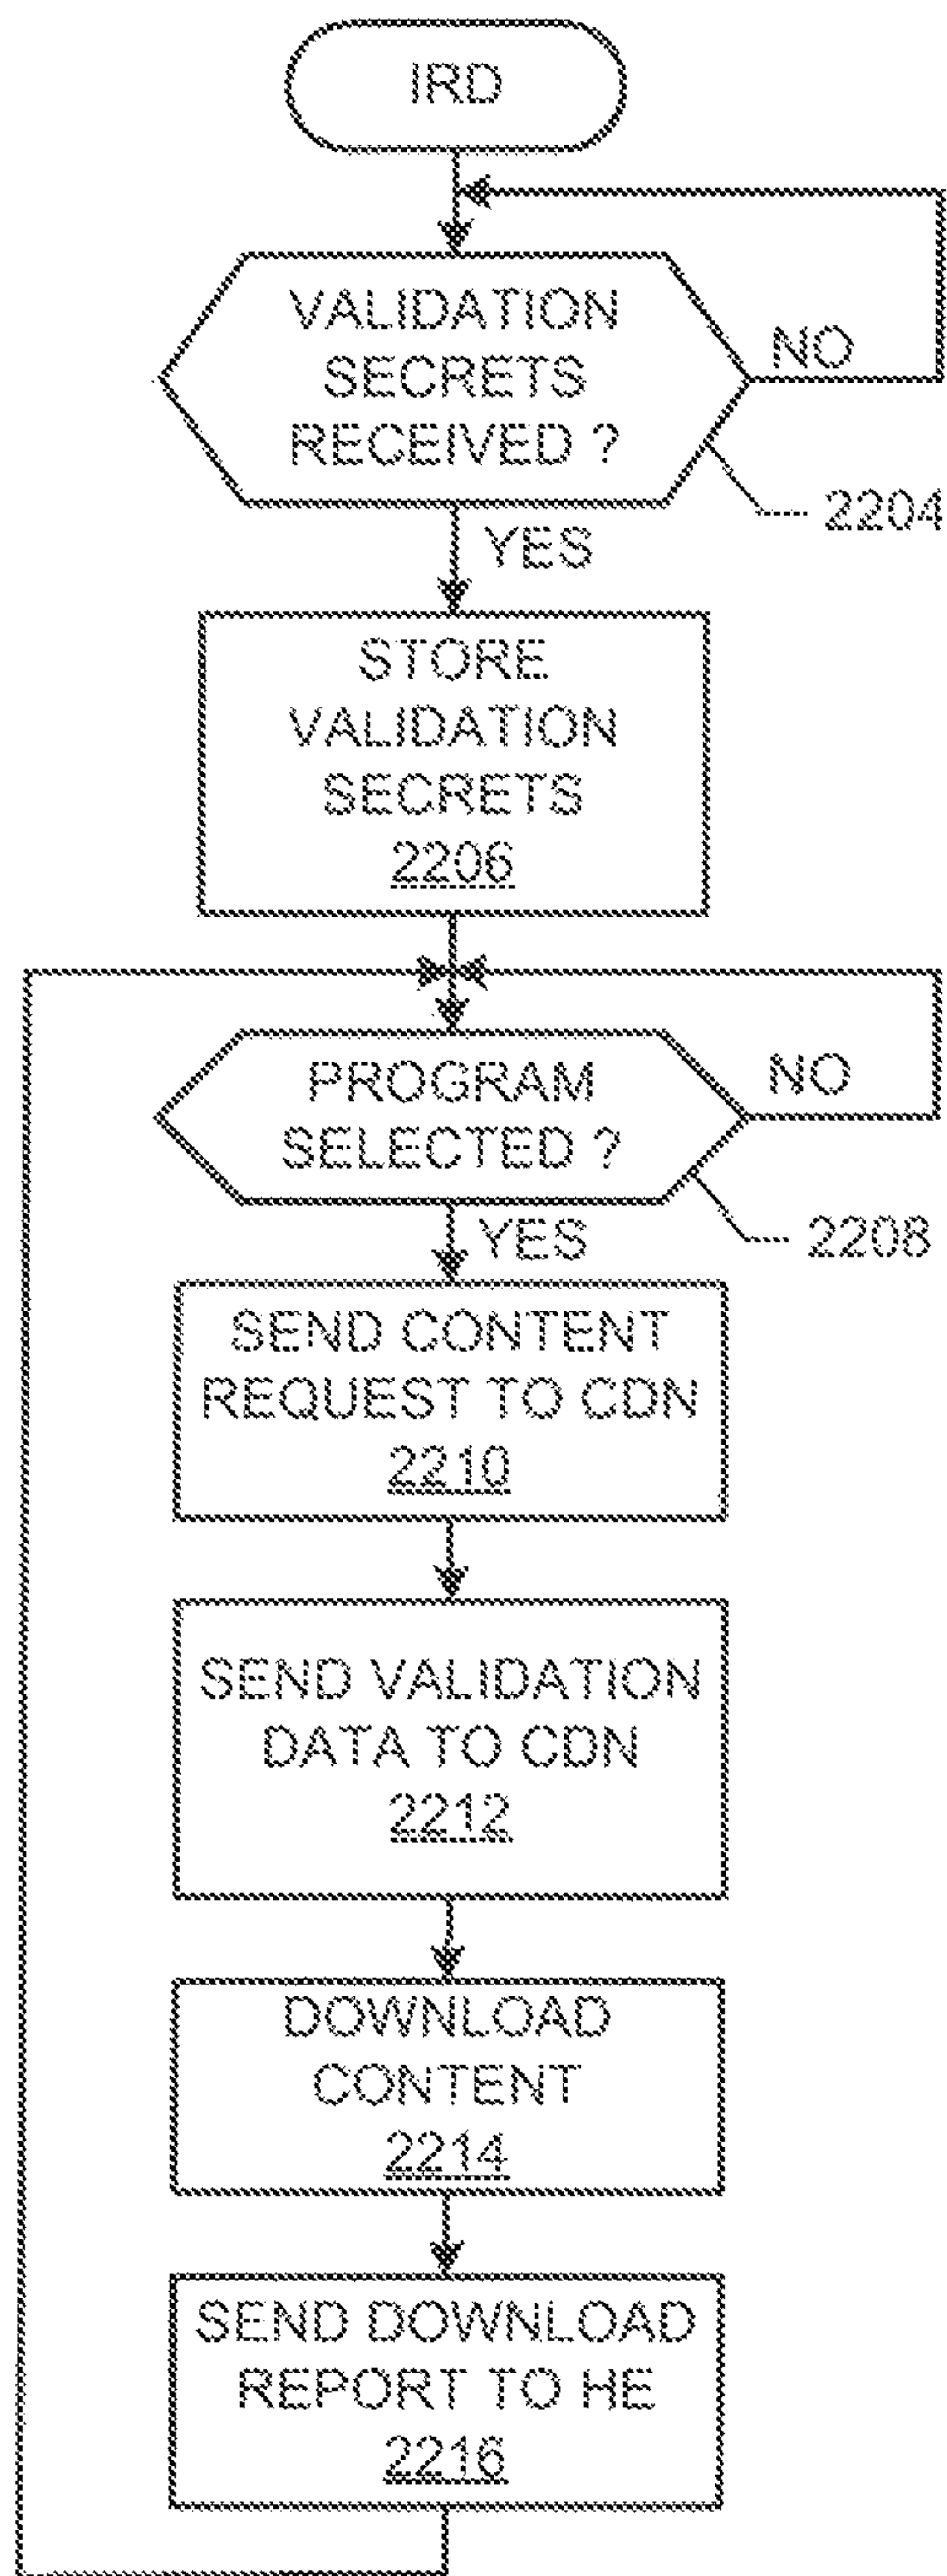 IRD
VALIDATION
SECRETS
RECEIVED ?
NO
2204
YES
STORE
VALIDATION
SECRETS
2206
PROGRAM
SELECTED ?
NO
2208
YES
SEND CONTENT
REQUEST TO CDN
2210
SEND VALIDATION
DATA TO CDN
2212
DOWNLOAD
CONTENT
2214
SEND DOWNLOAD
REPORT TO HE
2216